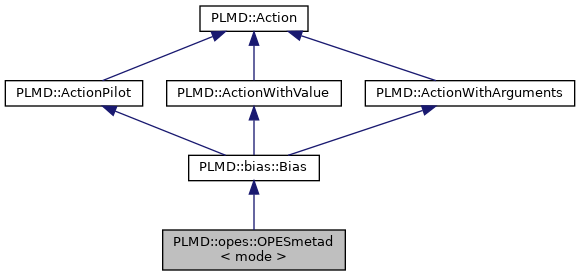 PLMD::Action
PLMD::ActionPilot
PLMD::ActionWithValue
PLMD::ActionWithArguments
PLMD::bias::Bias
PLMD::opes::OPESmetad
< mode >